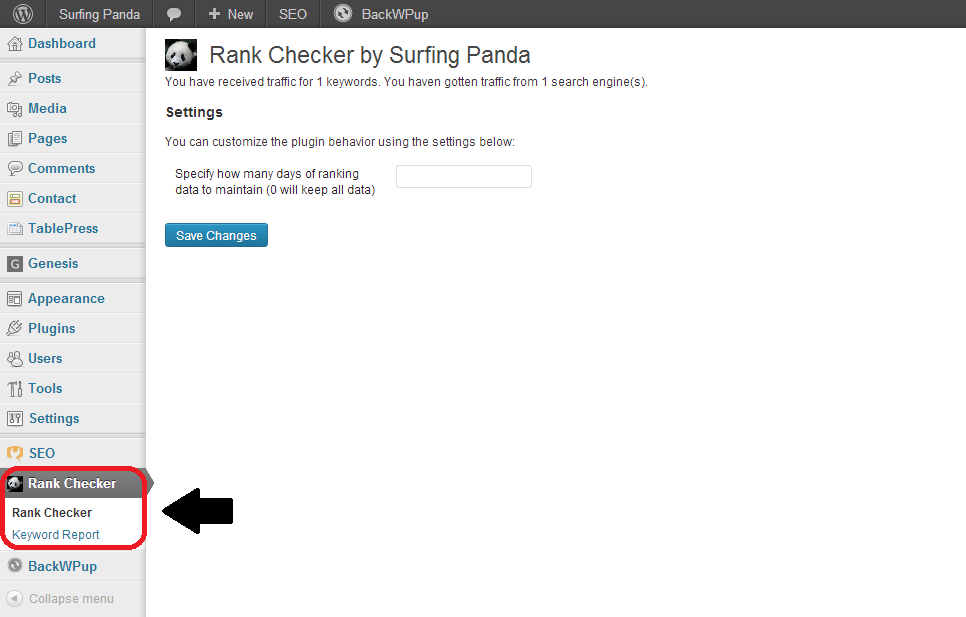 Surfing Panda
+ New
SEO
BackWPup
Dashboard
Posts
Media
Pages
Comments
Contact
TablePress
G Genesis
Appearance
Plugins
Users
Tools
Settings
SEO
Rank Checker
Rank Checker
Keyword Report
BackWPup
Collapse menu
Rank Checker by Surfing Panda
You have received traffic for 1 keywords. You haven gotten traffic from 1 search engine(s).
Settings
You can customize the plugin behavior using the settings below:
Specify how many days of ranking
data to maintain (0 will keep all data)
Save Changes